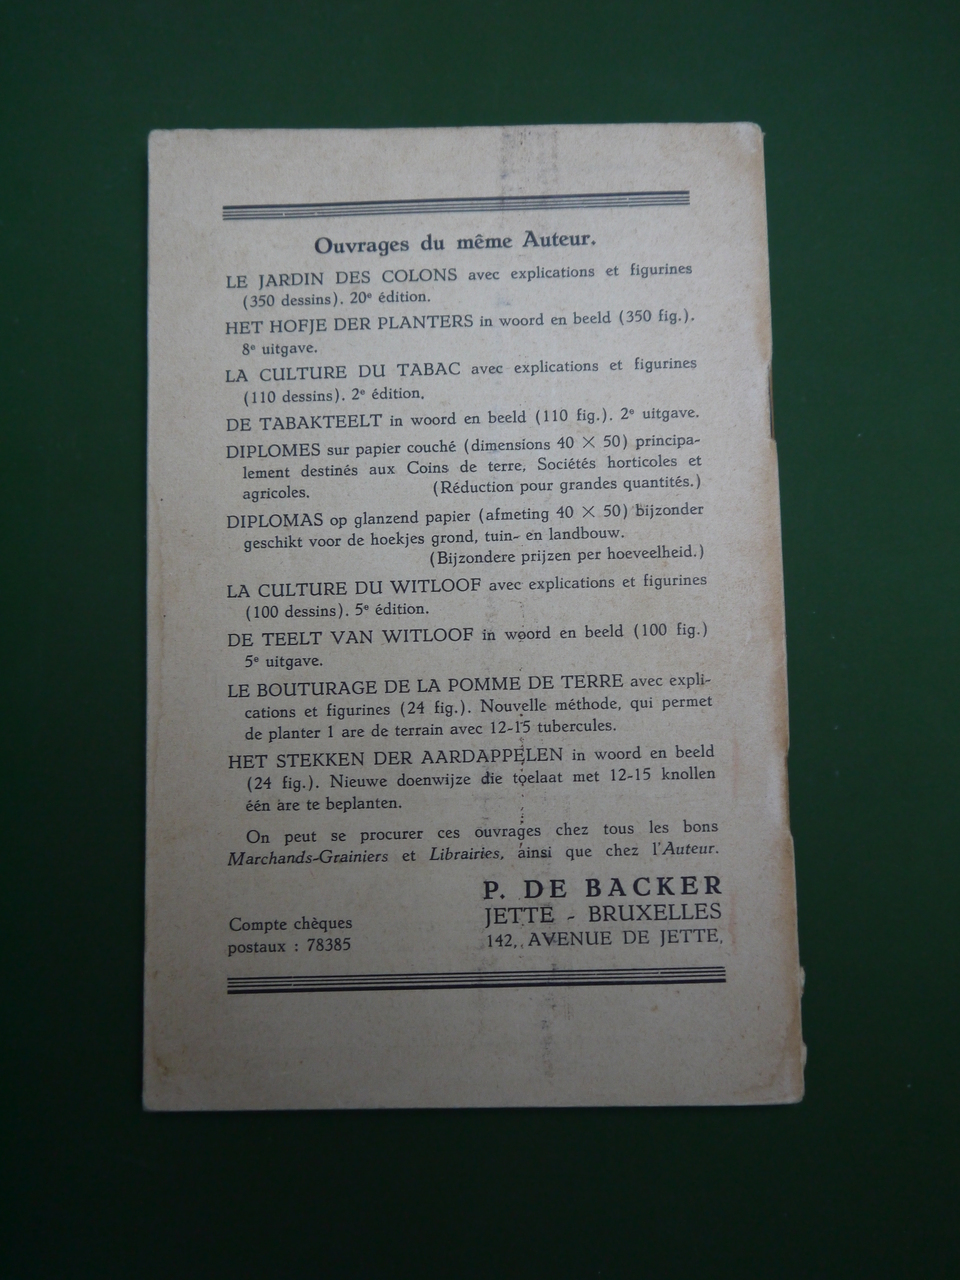 Ouvrages du même Auteur.
LE JARDIN DES COLONS avec explications et figurines
(350 dessins). 20e édition.
HET HOFJE DER PLANTERS in woord en beeld (350 fig.).
8e uitgave.
LA CULTURE DU TABAC avec explications et figurines
(110 dessins). 2e édition.
DE TABAKTEELT in woord en beeld (110 fig.). 2e uitgave.
DIPLOMES sur papier couché (dimensions 40 × 50) principa-
lement destinés aux Coins de terre, Sociétés horticoles et
agricoles. (Réduction pour grandes quantités.)
DIPLOMAS op glanzend papier (afmeting 40 × 50) bijzonder
geschikt voor de hoekjes grond, tuin- en landbouw.
(Bijzondere prijzen per hoeveelheid.)
LA CULTURE DU WITLOOF avec explications et figurines
(100 dessins). 5e édition.
DE TEELT VAN WITLOOF in woord en beeld (100 fig.)
5e uitgave.
LE BOUTURAGE DE LA POMME DE TERRE avec expli-
cations et figurines (24 fig.). Nouvelle méthode, qui permet
de planter 1 are de terrain avec 12-15 tubercules.
HET STEKKEN DER AARDAPPELEN in woord en beeld
(24 fig.). Nieuwe doenwijze die toelaat met 12-15 knollen
één are te beplanten.
On peut se procurer ces ouvrages chez tous les bons
Marchands-Grainiers et Librairies, ainsi que chez l'Auteur.
P. DE BACKER
JETTE - BRUXELLES
142, AVENUE DE JETTE,
Compte chèques
postaux : 78385